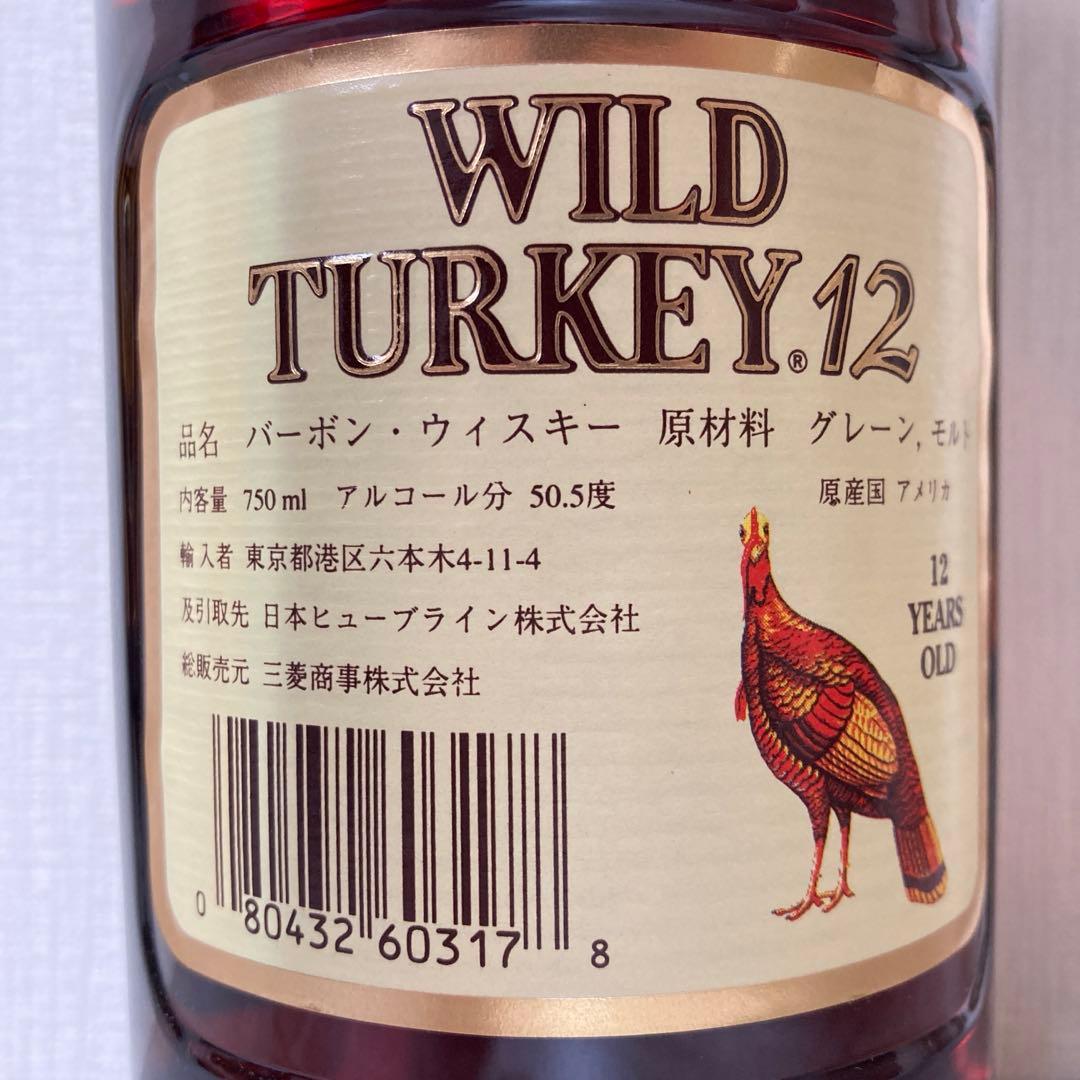 WILD
TURKEY®12
品名 バーボン・ウィスキー 原材料 グレーン, モルト
内容量 750 ml アルコール分 50.5度 原産国 アメリカ
輸入者 東京都港区六本木4-11-4
及引取先 日本ヒューブライン株式会社
総販売元 三菱商事株式会社
12
YEARS
OLD
0 80432 60317 8